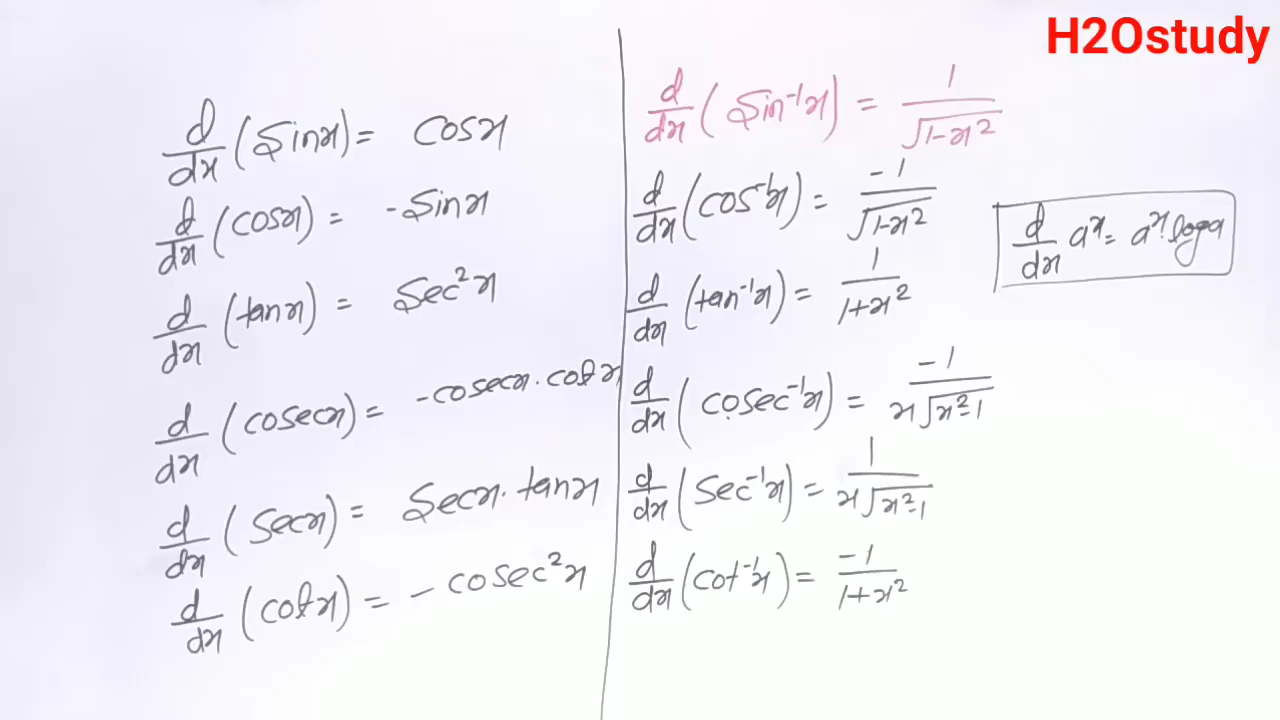 H2Ostudy
d/dx (Sinx) = Cosx
d/dx (cosx) = -Sinx
d/dx (tanx) = Sec²x
d/dx (cosecx) = -cosecx.cotx
d/dx (Secx) = Secx.tanx
d/dx (cotx) = - cosec²x
d/dx (Sin⁻¹x) = 1/√1-x²
d/dx (cos⁻¹x) = -1/√1-x²
d/dx (tan⁻¹x) = 1/1+x²
d/dx (cosec⁻¹x) = -1/x√x²-1
d/dx (Sec⁻¹x) = 1/x√x²-1
d/dx (cot⁻¹x) = -1/1+x²
d/dx aˣ = aˣ.loga